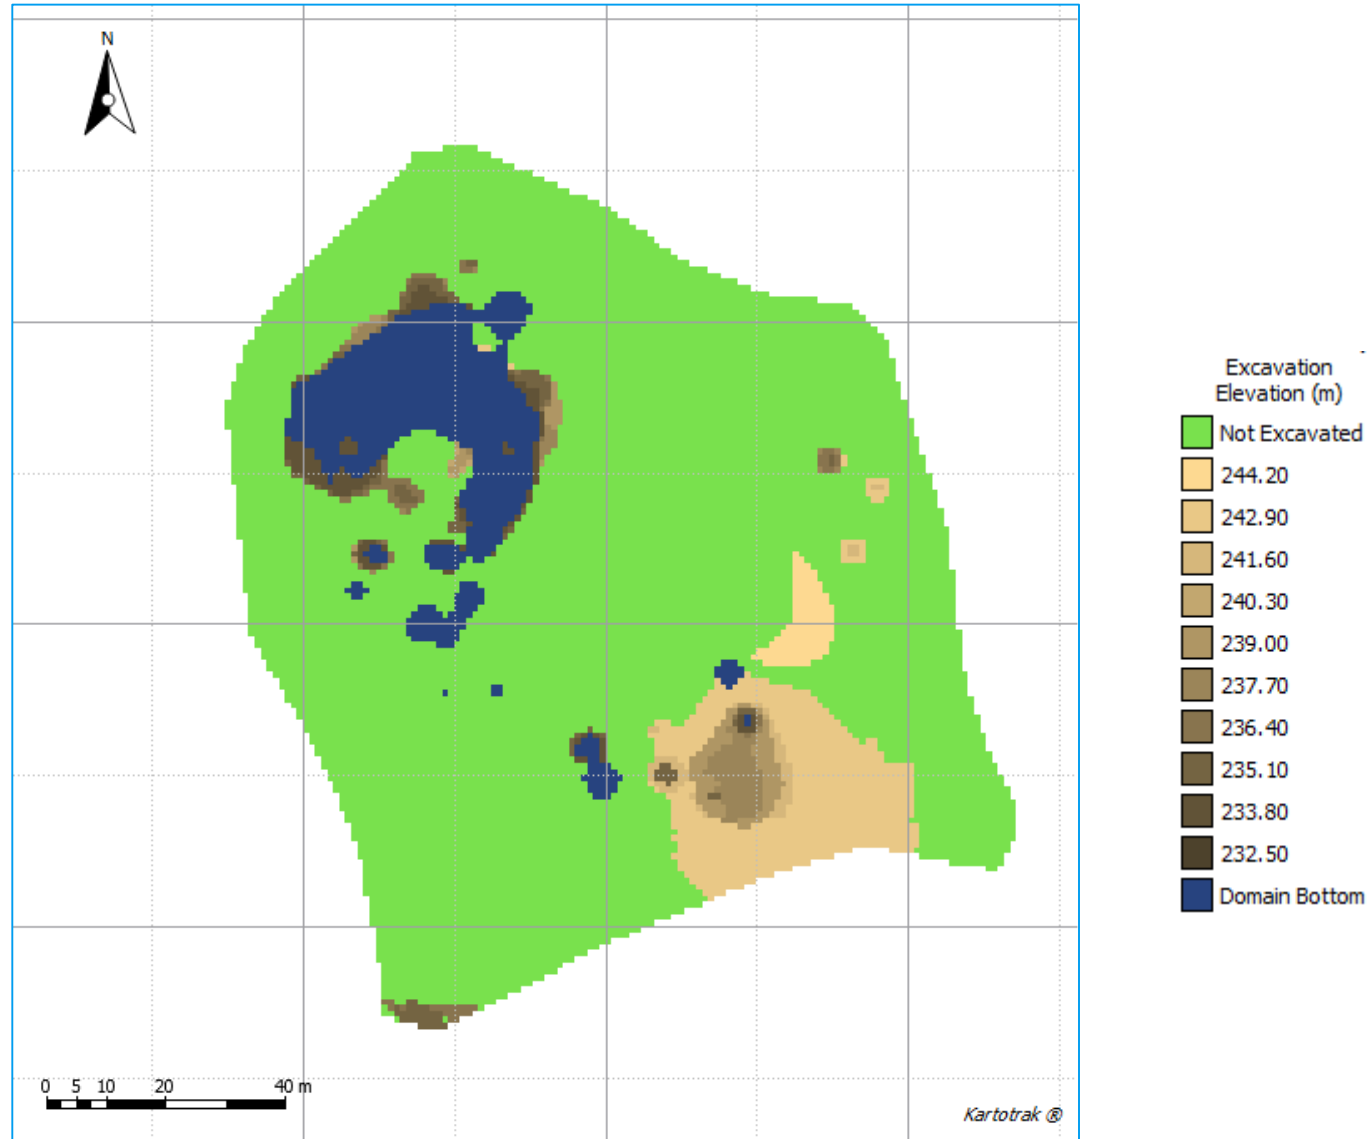 N
Excavation
Elevation (m)
Not Excavated
244.20
242.90
241.60
240.30
239.00
237.70
236.40
235.10
233.80
232.50
Domain Bottom
0 5 10 20 40 m
Kartotrak ®